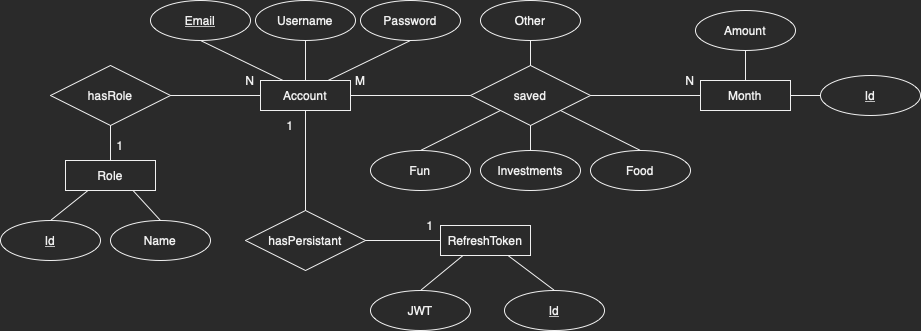 Email
Username
Password
Other
Amount
hasRole
N
Account
M
saved
N
Month
Id
1
1
Role
Fun
Investments
Food
Id
Name
hasPersistant
1
RefreshToken
JWT
Id